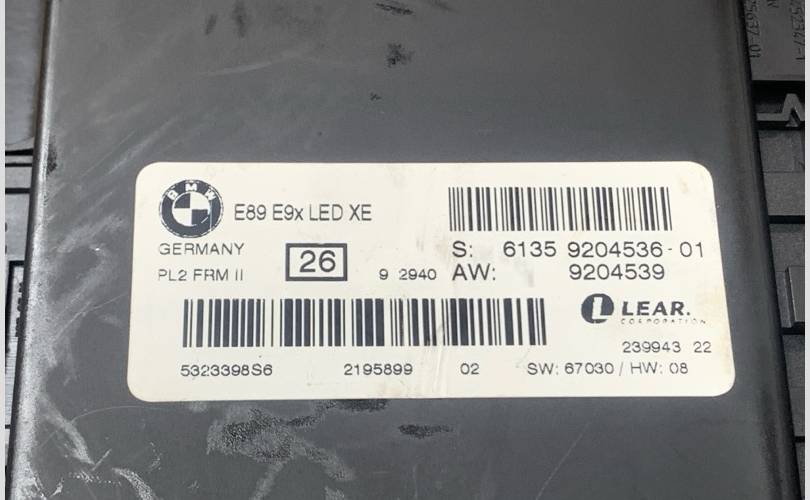 BMW
E89 E9x LED XE
GERMANY
PL2 FRM II
26
9 2940
S: 6135 9204536-01
AW: 9204539
LEAR.
CORPORATION
239943 22
5323398S6 2195899 02 SW: 67030 / HW: 08